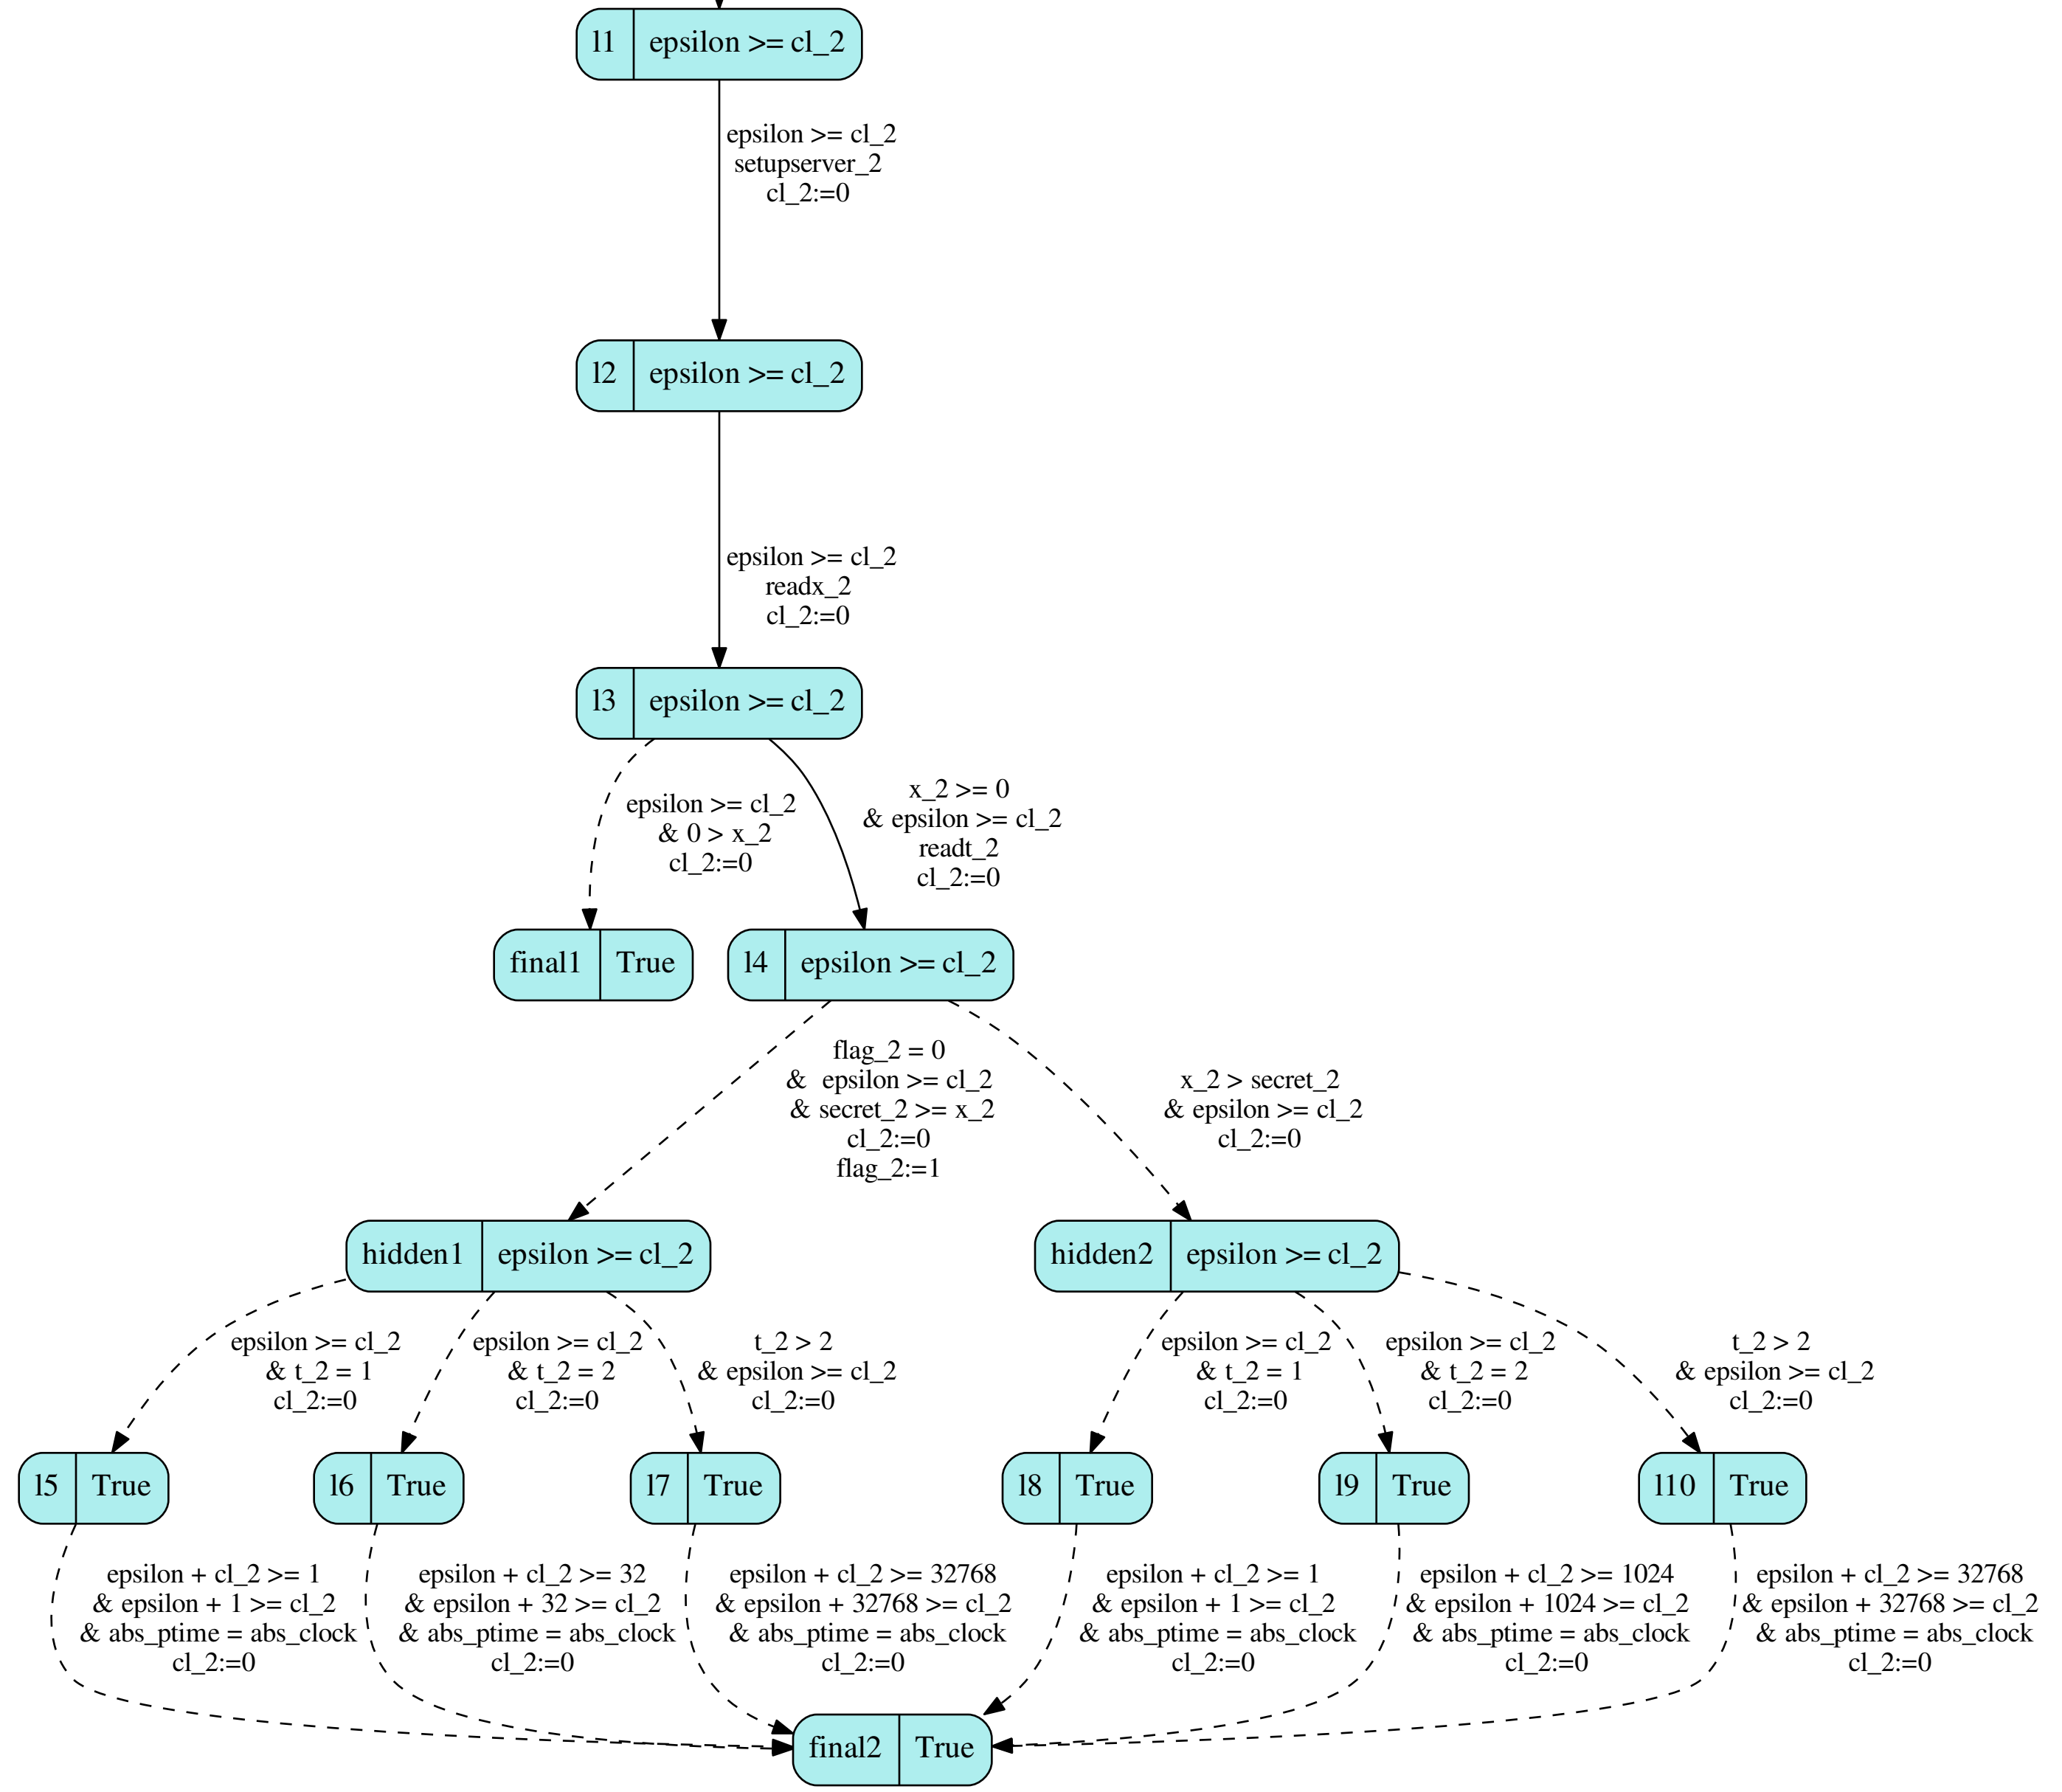 l1 epsilon >= cl_2
epsilon >= cl_2
setupserver_2
cl_2:=0
l2 epsilon >= cl_2
epsilon >= cl_2
readx_2
cl_2:=0
l3 epsilon >= cl_2
epsilon >= cl_2
& 0 > x_2
cl_2:=0
x_2 >= 0
& epsilon >= cl_2
readt_2
cl_2:=0
final1 True
l4 epsilon >= cl_2
flag_2 = 0
& epsilon >= cl_2
& secret_2 >= x_2
cl_2:=0
flag_2:=1
x_2 > secret_2
& epsilon >= cl_2
cl_2:=0
hidden1 epsilon >= cl_2
hidden2 epsilon >= cl_2
epsilon >= cl_2
& t_2 = 1
cl_2:=0
epsilon >= cl_2
& t_2 = 2
cl_2:=0
t_2 > 2
& epsilon >= cl_2
cl_2:=0
epsilon >= cl_2
& t_2 = 1
cl_2:=0
epsilon >= cl_2
& t_2 = 2
cl_2:=0
t_2 > 2
& epsilon >= cl_2
cl_2:=0
l5 True
l6 True
l7 True
l8 True
l9 True
l10 True
epsilon + cl_2 >= 1
& epsilon + 1 >= cl_2
& abs_ptime = abs_clock
cl_2:=0
epsilon + cl_2 >= 32
& epsilon + 32 >= cl_2
& abs_ptime = abs_clock
cl_2:=0
epsilon + cl_2 >= 32768
& epsilon + 32768 >= cl_2
& abs_ptime = abs_clock
cl_2:=0
epsilon + cl_2 >= 1
& epsilon + 1 >= cl_2
& abs_ptime = abs_clock
cl_2:=0
epsilon + cl_2 >= 1024
& epsilon + 1024 >= cl_2
& abs_ptime = abs_clock
cl_2:=0
epsilon + cl_2 >= 32768
& epsilon + 32768 >= cl_2
& abs_ptime = abs_clock
cl_2:=0
final2 True